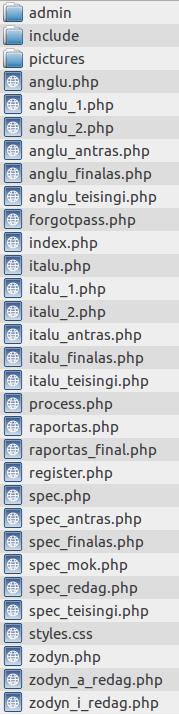 admin
include
pictures
anglu.php
anglu_1.php
anglu_2.php
anglu_antras.php
anglu_finalas.php
anglu_teisingi.php
forgotpass.php
index.php
italu.php
italu_1.php
italu_2.php
italu_antras.php
italu_finalas.php
italu_teisingi.php
process.php
raportas.php
raportas_final.php
register.php
spec.php
spec_antras.php
spec_finalas.php
spec_mok.php
spec_redag.php
spec_teisingi.php
styles.css
zodyn.php
zodyn_a_redag.php
zodyn_i_redag.php